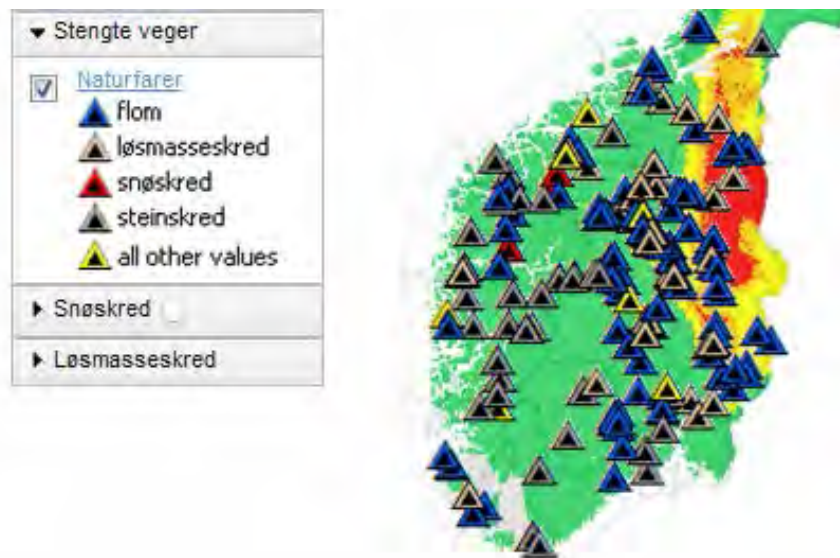 Stengte veger
Naturfarer
flom
løsmasseskred
snøskred
steinskred
all other values
Snøskred
Løsmasseskred